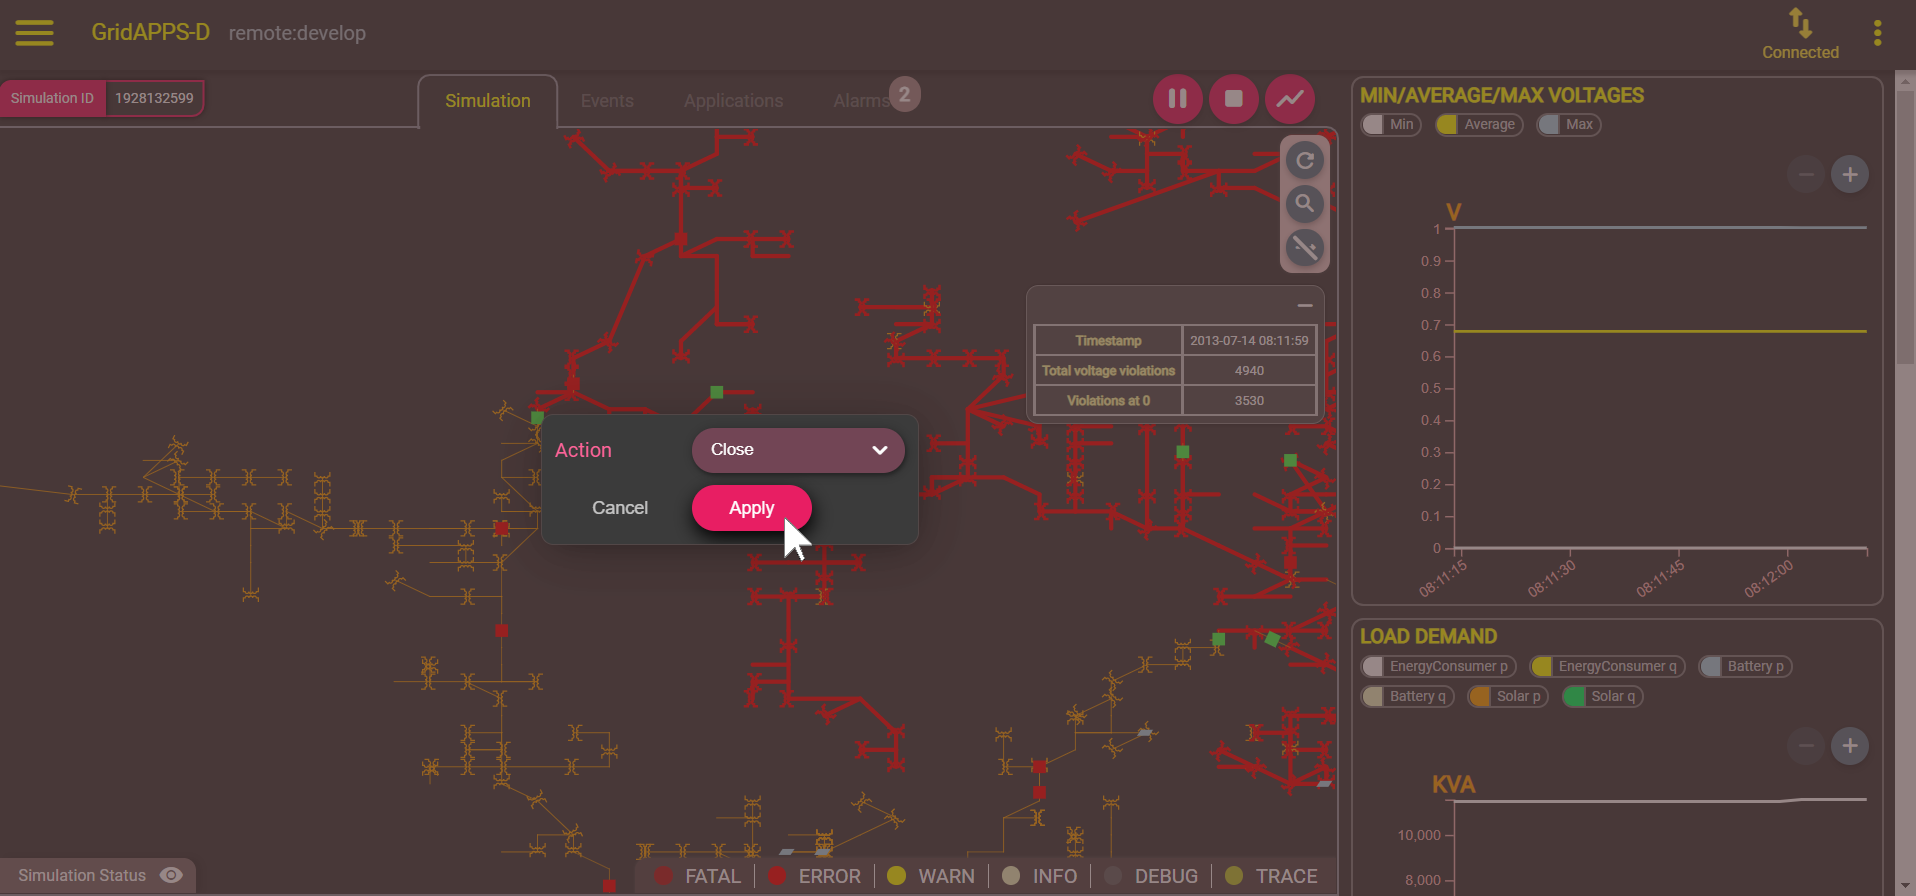 GridAPPS-D remote:develop
Connected
Simulation ID 1928132599
Simulation Events Applications Alarms 2
Timestamp 2013-07-14 08:11:59
Total voltage violations 4940
Violations at 0 3530
Action Close
Cancel Apply
Simulation Status
FATAL ERROR WARN INFO DEBUG TRACE
MIN/AVERAGE/MAX VOLTAGES
Min Average Max
V
1
0.9
0.8
0.7
0.6
0.5
0.4
0.3
0.2
0.1
0
08:11:15 08:11:30 08:11:45 08:12:00
LOAD DEMAND
EnergyConsumer p EnergyConsumer q Battery p
Battery q Solar p Solar q
KVA
10,000
8,000